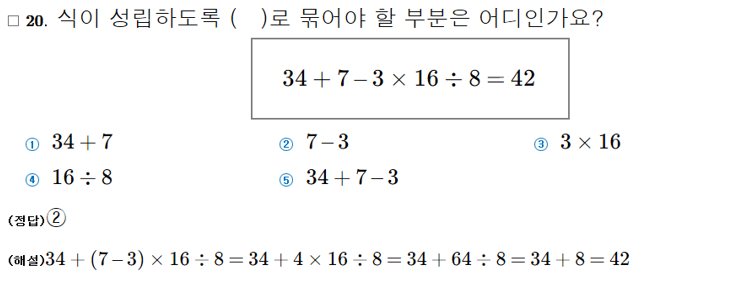 □ 20. 식이 성립하도록 ( )로 묶어야 할 부분은 어디인가요?
34 + 7 − 3 × 16 ÷ 8 = 42
① 34 + 7 ② 7 − 3 ③ 3 × 16
④ 16 ÷ 8 ⑤ 34 + 7 − 3
(정답)②
(해설)34 + (7 − 3) × 16 ÷ 8 = 34 + 4 × 16 ÷ 8 = 34 + 64 ÷ 8 = 34 + 8 = 42